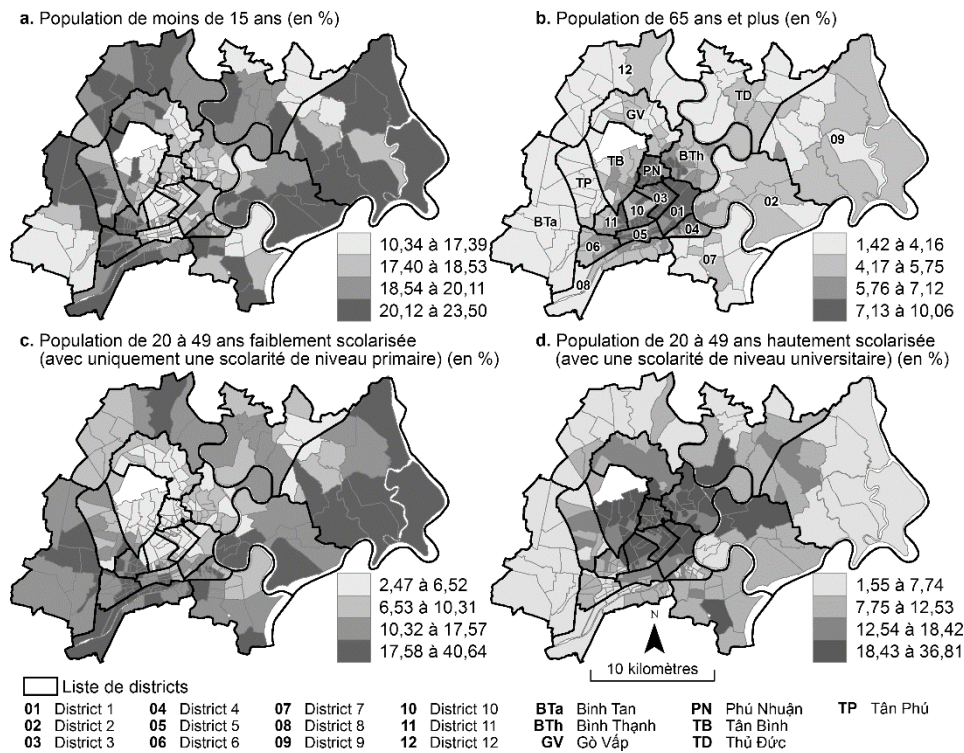 a. Population de moins de 15 ans (en %)
10,34 à 17,39
17,40 à 18,53
18,54 à 20,11
20,12 à 23,50
b. Population de 65 ans et plus (en %)
12
TD
GV
09
BTh
TB
PN
TP
03
02
BTa
10
01
11
04
05
06
07
08
1,42 à 4,16
4,17 à 5,75
5,76 à 7,12
7,13 à 10,06
c. Population de 20 à 49 ans faiblement scolarisée
(avec uniquement une scolarité de niveau primaire) (en %)
2,47 à 6,52
6,53 à 10,31
10,32 à 17,57
17,58 à 40,64
d. Population de 20 à 49 ans hautement scolarisée
(avec une scolarité de niveau universitaire) (en %)
1,55 à 7,74
7,75 à 12,53
12,54 à 18,42
18,43 à 36,81
N
10 kilomètres
Liste de districts
01 District 1 04 District 4 07 District 7 10 District 10 BTa Binh Tan PN Phú Nhuận TP Tân Phú
02 District 2 05 District 5 08 District 8 11 District 11 BTh Bình Thạnh TB Tân Bình
03 District 3 06 District 6 09 District 9 12 District 12 GV Gò Vấp TD Thủ Đức